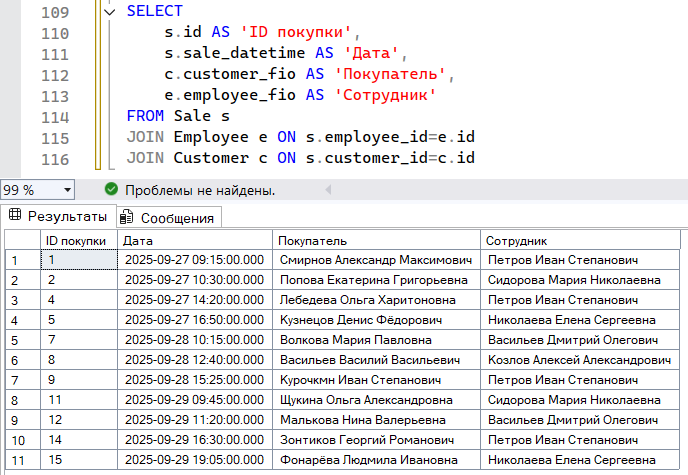 109 SELECT
110 s.id AS 'ID покупки',
111 s.sale_datetime AS 'Дата',
112 c.customer_fio AS 'Покупатель',
113 e.employee_fio AS 'Сотрудник'
114 FROM Sale s
115 JOIN Employee e ON s.employee_id=e.id
116 JOIN Customer c ON s.customer_id=c.id
99 % Проблемы не найдены.
Результаты Сообщения
ID покупки Дата Покупатель Сотрудник
1 1 2025-09-27 09:15:00.000 Смирнов Александр Максимович Петров Иван Степанович
2 2 2025-09-27 10:30:00.000 Попова Екатерина Григорьевна Сидорова Мария Николаевна
3 4 2025-09-27 14:20:00.000 Лебедева Ольга Харитоновна Петров Иван Степанович
4 5 2025-09-27 16:50:00.000 Кузнецов Денис Фёдорович Николаева Елена Сергеевна
5 7 2025-09-28 10:15:00.000 Волкова Мария Павловна Васильев Дмитрий Олегович
6 8 2025-09-28 12:40:00.000 Васильев Василий Васильевич Козлов Алексей Александрович
7 9 2025-09-28 15:25:00.000 Курочкмн Иван Степанович Петров Иван Степанович
8 11 2025-09-29 09:45:00.000 Щукина Ольга Александровна Сидорова Мария Николаевна
9 12 2025-09-29 11:20:00.000 Малькова Нина Валерьевна Васильев Дмитрий Олегович
10 14 2025-09-29 16:30:00.000 Зонтиков Георгий Романович Петров Иван Степанович
11 15 2025-09-29 19:05:00.000 Фонарёва Людмила Ивановна Николаева Елена Сергеевна